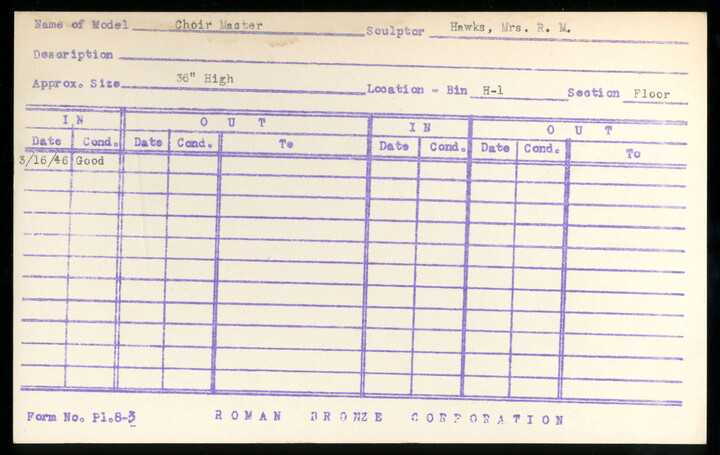 Name of Model Choir Master Sculptor Hawks, Mrs. R. M.
Description
Approx. Size 36" High Location - Bin H-1 Section Floor
IN OUT IN OUT
Date Cond. Date Cond. To Date Cond. Date Cond. To
3/16/46 Good
Form No. P1.8-3 ROMAN BRONZE CORPORATION